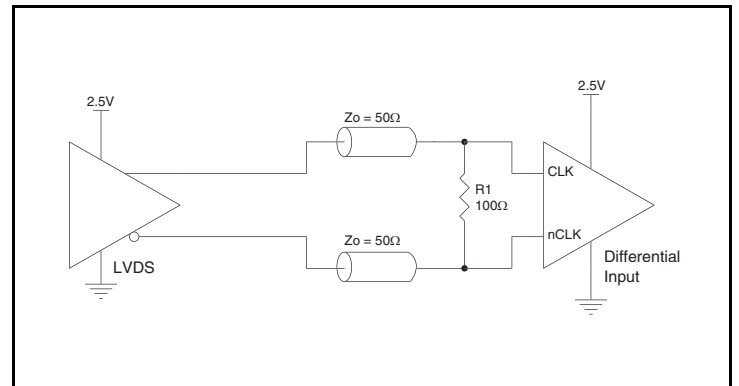 2.5V
2.5V
Zo = 50Ω
CLK
R1
100Ω
nCLK
Zo = 50Ω
LVDS
Differential
Input